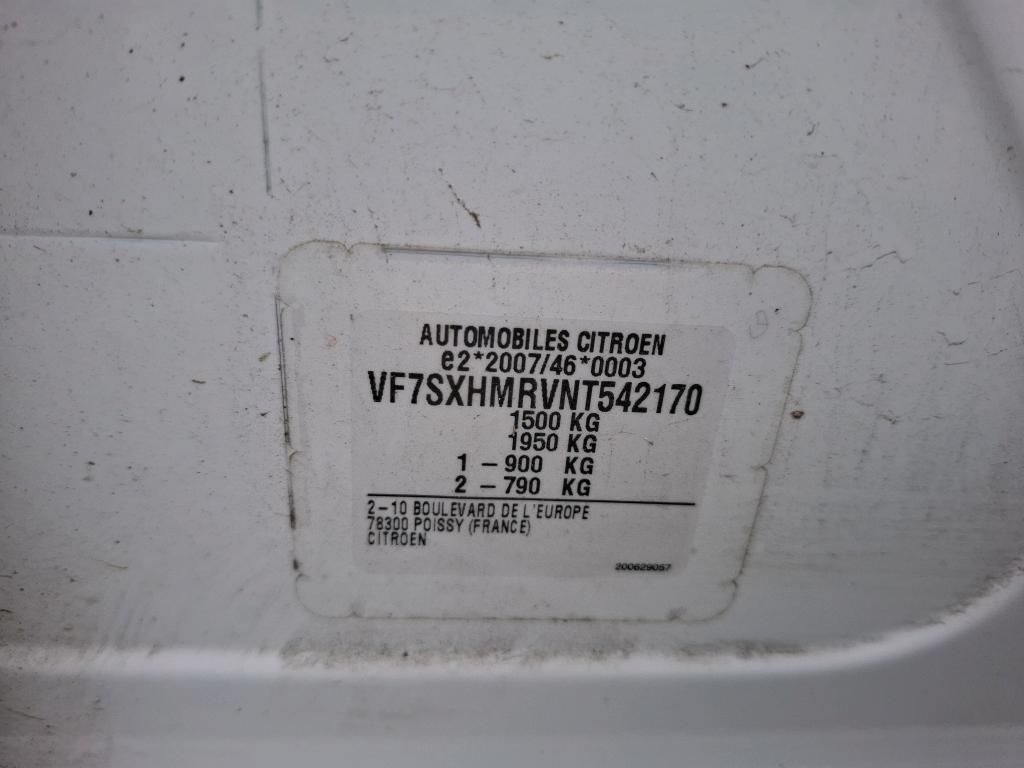 AUTOMOBILES CITROEN
e2*2007/46*0003
VF7SXHMRVNT542170
1500 KG
1950 KG
1 – 900 KG
2 – 790 KG
2–10 BOULEVARD DE L'EUROPE
78300 POISSY (FRANCE)
CITROEN
200629057